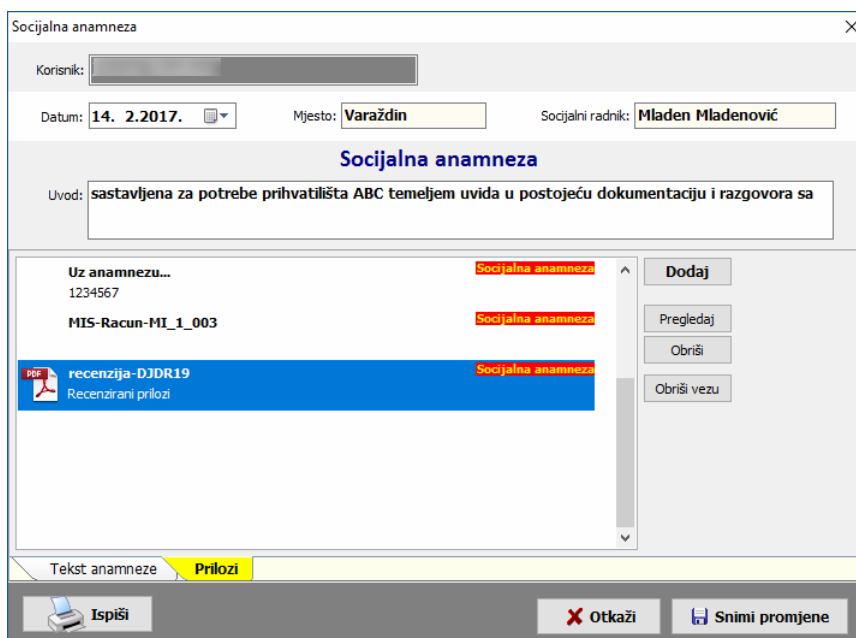 Socijalna anamneza
Korisnik:
Datum: 14. 2.2017. Mjesto: Varaždin Socijalni radnik: Mladen Mladenović
Socijalna anamneza
Uvod: sastavljena za potrebe prihvatilišta ABC temeljem uvida u postojeću dokumentaciju i razgovora sa
Uz anamnezu... Socijalna anamneza Dodaj
1234567
MIS-Racun-MI_1_003 Socijalna anamneza Pregledaj
Obriši
PDF recenzija-DJDR19 Socijalna anamneza
Recenzirani prilozi Obriši vezu
Tekst anamneze Prilozi
Ispiši Otkaži Snimi promjene